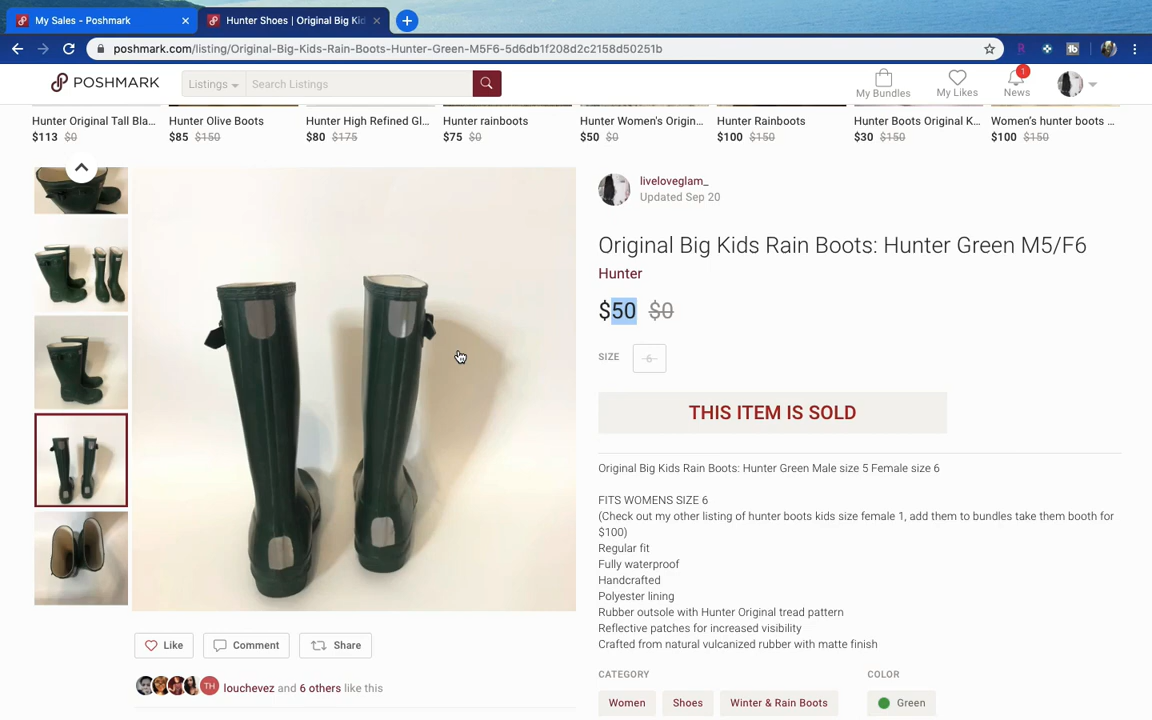 My Sales - Poshmark
Hunter Shoes | Original Big Kid
poshmark.com/listing/Original-Big-Kids-Rain-Boots-Hunter-Green-M5F6-5d6db1f208d2c2158d50251b
tb
POSHMARK
Listings
Search Listings
My Bundles
My Likes
1
News
Hunter Original Tall Bla...
Hunter Olive Boots
Hunter High Refined Gl...
Hunter rainboots
Hunter Women's Origin...
Hunter Rainboots
Hunter Boots Original K...
Women's hunter boots ...
$113 $0
$85 $150
$80 $175
$75 $0
$50 $0
$100 $150
$30 $150
$100 $150
liveloveglam_
Updated Sep 20
Original Big Kids Rain Boots: Hunter Green M5/F6
Hunter
$50 $0
SIZE 6
THIS ITEM IS SOLD
Original Big Kids Rain Boots: Hunter Green Male size 5 Female size 6
FITS WOMENS SIZE 6
(Check out my other listing of hunter boots kids size female 1, add them to bundles take them booth for
$100)
Regular fit
Fully waterproof
Handcrafted
Polyester lining
Rubber outsole with Hunter Original tread pattern
Reflective patches for increased visibility
Crafted from natural vulcanized rubber with matte finish
CATEGORY
COLOR
Women
Shoes
Winter & Rain Boots
Green
Like
Comment
Share
TH
louchevez and 6 others like this